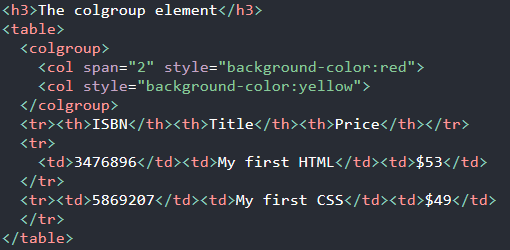 <h3>The colgroup element</h3>
<table>
  <colgroup>
    <col span="2" style="background-color:red">
    <col style="background-color:yellow">
  </colgroup>
  <tr><th>ISBN</th><th>Title</th><th>Price</th></tr>
  <tr>
    <td>3476896</td><td>My first HTML</td><td>$53</td>
  </tr>
  <tr><td>5869207</td><td>My first CSS</td><td>$49</td>
  </tr>
</table>